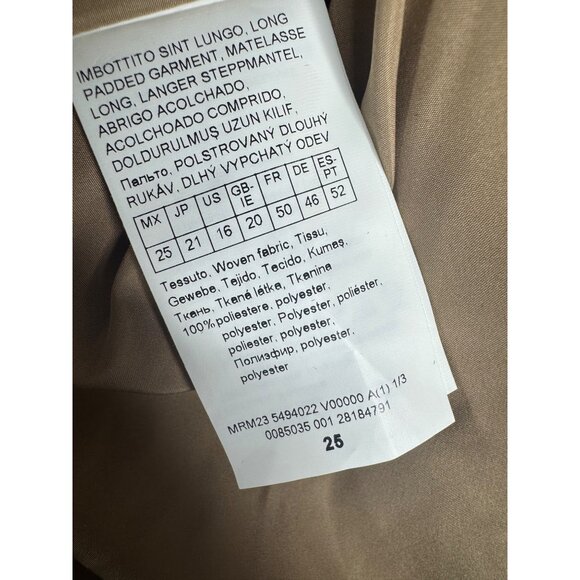 IMBOTTITO SINT LUNGO, LONG
PADDED GARMENT, MATELASSE
LONG, LANGER STEPPMANTEL,
ABRIGO ACOLCHADO,
ACOLCHOADO COMPRIDO,
DOLDURULMUŞ UZUN KILIF,
Пальто, POLSTROVANÝ DLOUHÝ
RUKÁV, DLHÝ VYPCHATÝ ODEV
MX JP US GB-IE FR DE ES-PT
25 21 16 20 50 46 52
Tessuto, Woven fabric, Tissu,
Gewebe, Tejido, Tecido, Kumaş,
Ткань, Tkaná látka, Tkanina
100% poliestere, polyester,
polyester, Polyester, poliéster,
poliester, polyester,
Полиэфир, polyester,
polyester
MRM23 5494022 V00000 A(1) 1/3
0085035 001 28184791
25